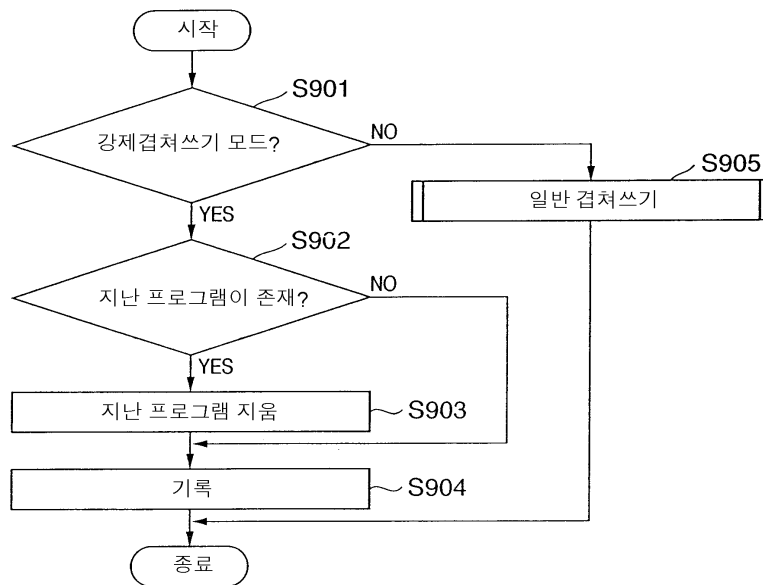 시작
S901
강제겹쳐쓰기 모드?
NO
S905
일반 겹쳐쓰기
YES
S902
지난 프로그램이 존재?
NO
YES
지난 프로그램 지움
S903
기록
S904
종료